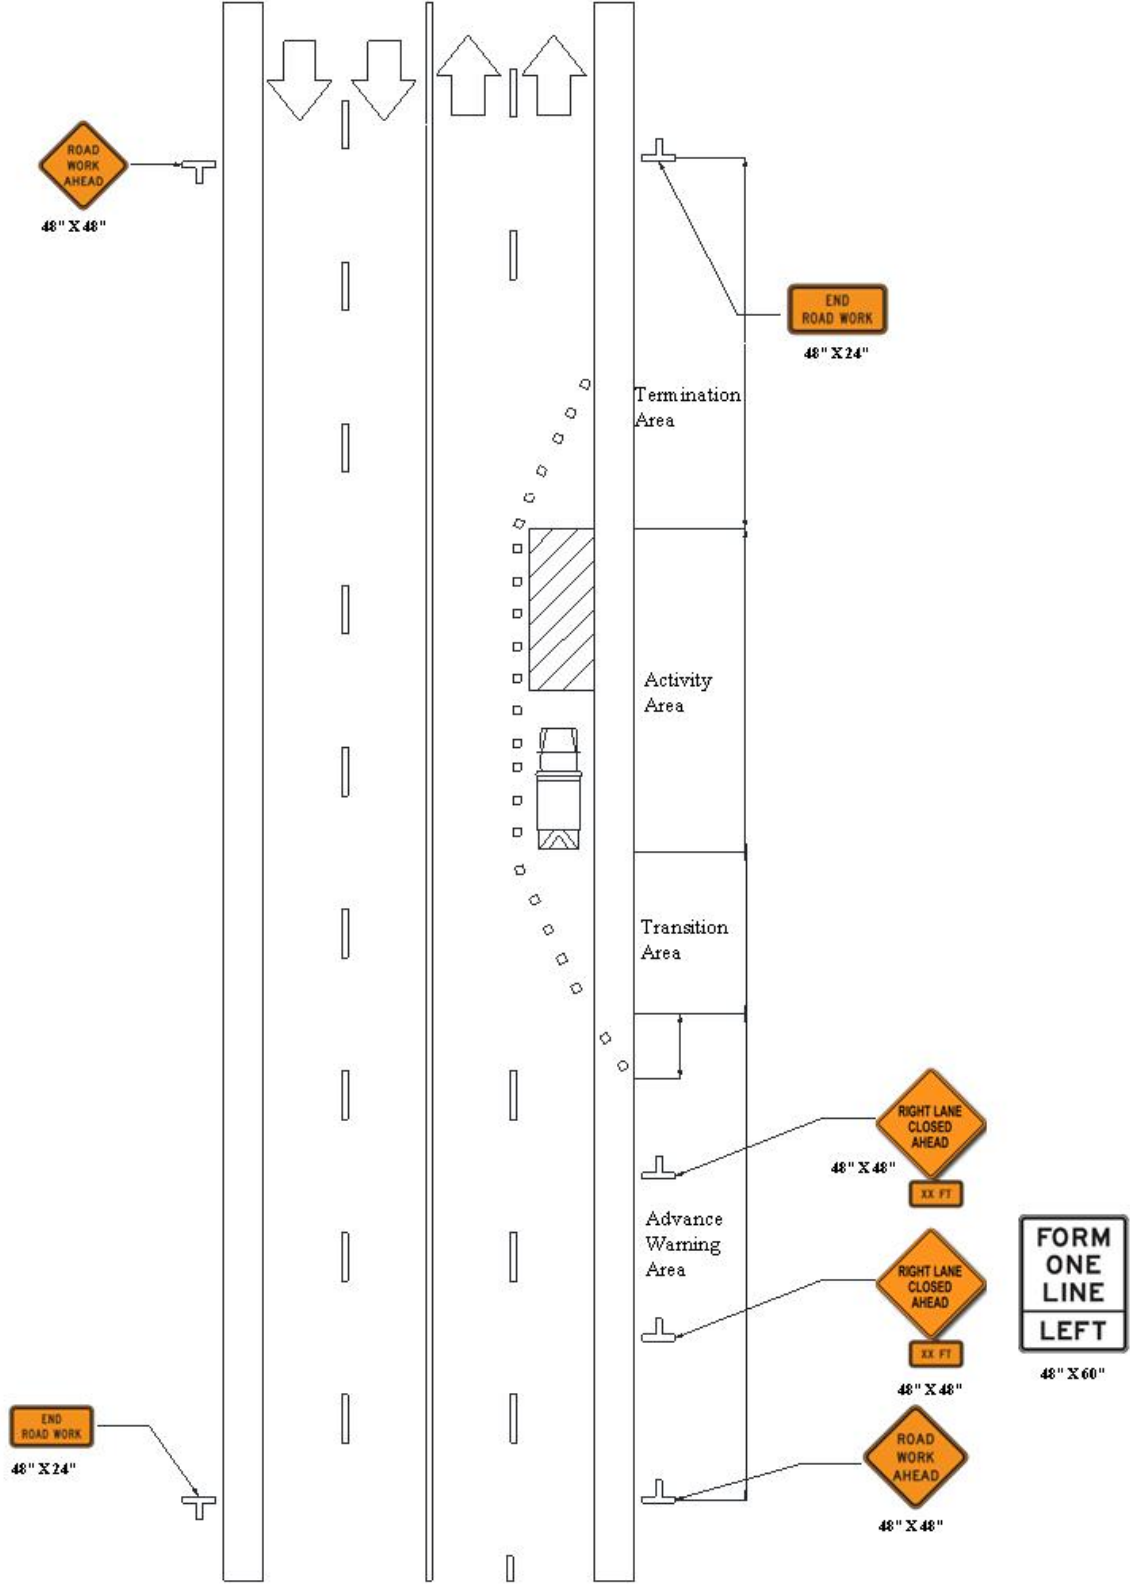 ROAD
WORK
AHEAD
48" X 48"
END
ROAD WORK
48" X 24"
Termination
Area
Activity
Area
Transition
Area
RIGHT LANE
CLOSED
AHEAD
48" X 48"
XX FT
Advance
Warning
Area
RIGHT LANE
CLOSED
AHEAD
XX FT
48" X 48"
FORM
ONE
LINE
LEFT
48" X 60"
END
ROAD WORK
48" X 24"
ROAD
WORK
AHEAD
48" X 48"